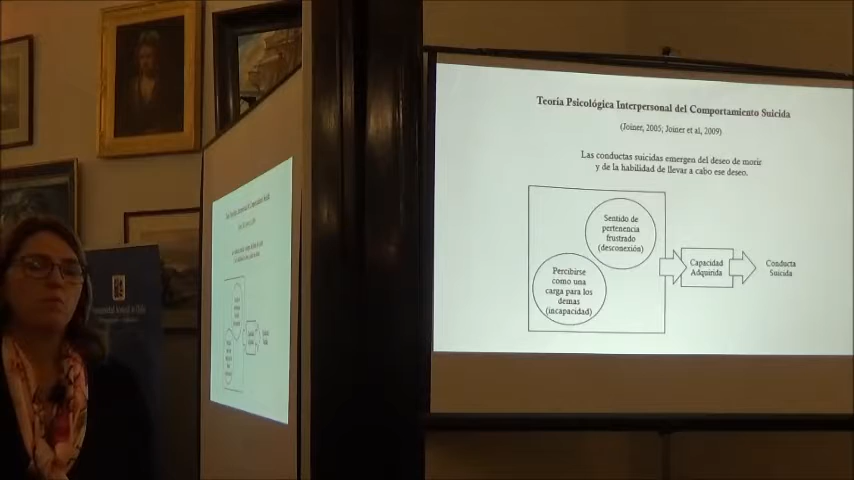 Teoría Psicológica Interpersonal del Comportamiento Suicida
(Joiner, 2005; Joiner et al, 2009)
Las conductas suicidas emergen del deseo de morir
y de la habilidad de llevar a cabo ese deseo.
Sentido de
pertenencia
frustrado
(desconexión)
Percibirse
como una
carga para los
demas
(incapacidad)
Capacidad
Adquirida
Conducta
Suicida